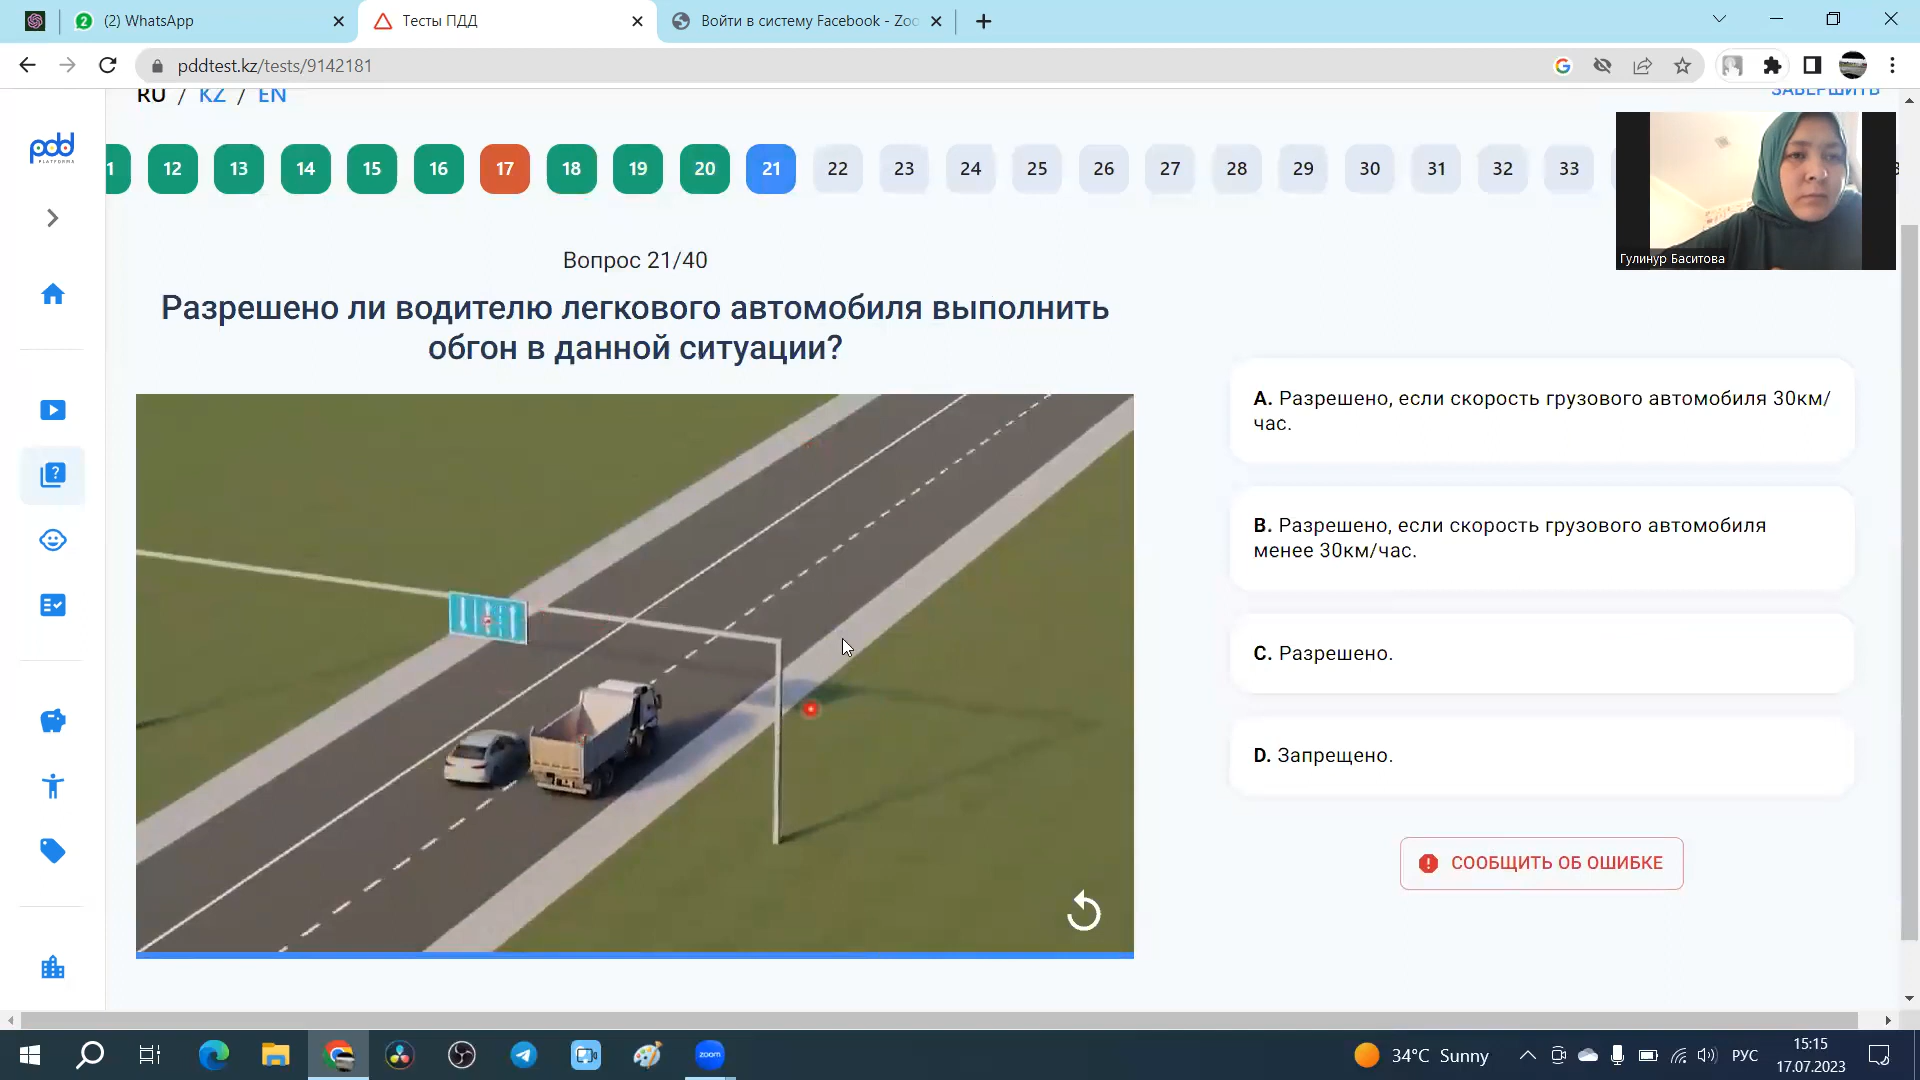 (2) WhatsApp
Тесты ПДД
Войти в систему Facebook - Zoo
pddtest.kz/tests/9142181
RU / KZ / EN
ЗАВЕРШИТЬ
pdd
PLATFORMA
1 12 13 14 15 16 17 18 19 20 21 22 23 24 25 26 27 28 29 30 31 32 33
Гулинур Баситова
Вопрос 21/40
Разрешено ли водителю легкового автомобиля выполнить
обгон в данной ситуации?
A. Разрешено, если скорость грузового автомобиля 30км/
час.
B. Разрешено, если скорость грузового автомобиля
менее 30км/час.
C. Разрешено.
D. Запрещено.
СООБЩИТЬ ОБ ОШИБКЕ
zoom
34°C Sunny
РУС
15:15
17.07.2023